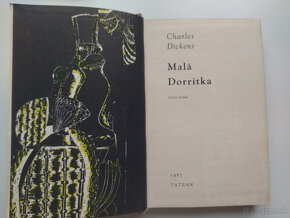 Charles
Dickens
Malá
Dorritka
1967
TATRAN